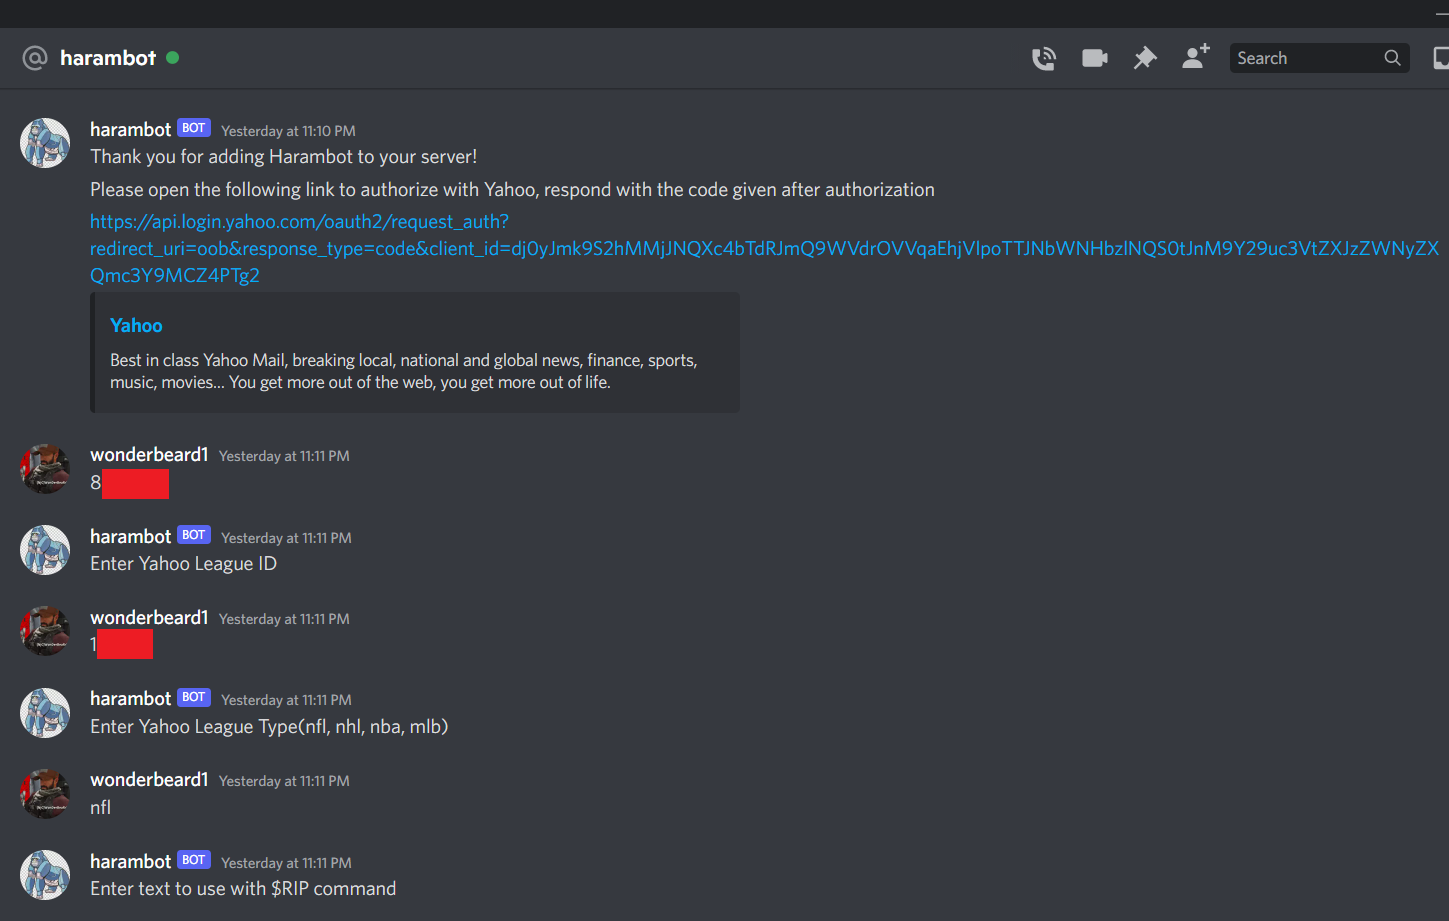 @ harambot
Search
harambot BOT Yesterday at 11:10 PM
Thank you for adding Harambot to your server!
Please open the following link to authorize with Yahoo, respond with the code given after authorization
https://api.login.yahoo.com/oauth2/request_auth?
redirect_uri=oob&response_type=code&client_id=dj0yJmk9S2hMMjJNQXc4bTdRJmQ9WVdrOVVqaEhjVlpoTTJNbWNHbzlNQS0tJnM9Y29uc3VtZXJzZWNyZX
Qmc3Y9MCZ4PTg2
Yahoo
Best in class Yahoo Mail, breaking local, national and global news, finance, sports,
music, movies... You get more out of the web, you get more out of life.
wonderbeard1 Yesterday at 11:11 PM
8
harambot BOT Yesterday at 11:11 PM
Enter Yahoo League ID
wonderbeard1 Yesterday at 11:11 PM
1
harambot BOT Yesterday at 11:11 PM
Enter Yahoo League Type(nfl, nhl, nba, mlb)
wonderbeard1 Yesterday at 11:11 PM
nfl
harambot BOT Yesterday at 11:11 PM
Enter text to use with $RIP command